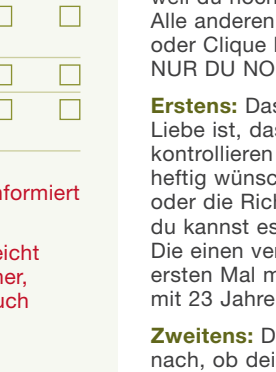 nformiert
eicht
ner,
uch
weil du noch
Alle anderen
oder Clique
NUR DU NO
Erstens: Das
Liebe ist, das
kontrollieren
heftig wünsc
oder die Rich
du kannst es
Die einen ver
ersten Mal m
mit 23 Jahre
Zweitens: D
nach, ob dei